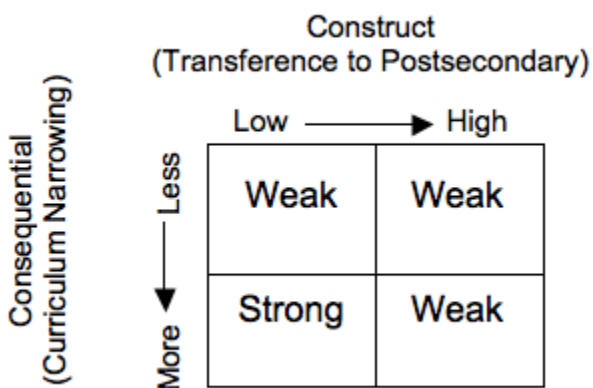 Construct
(Transference to Postsecondary)
Low High
Consequential
(Curriculum Narrowing)
Less
More
Weak Weak
Strong Weak